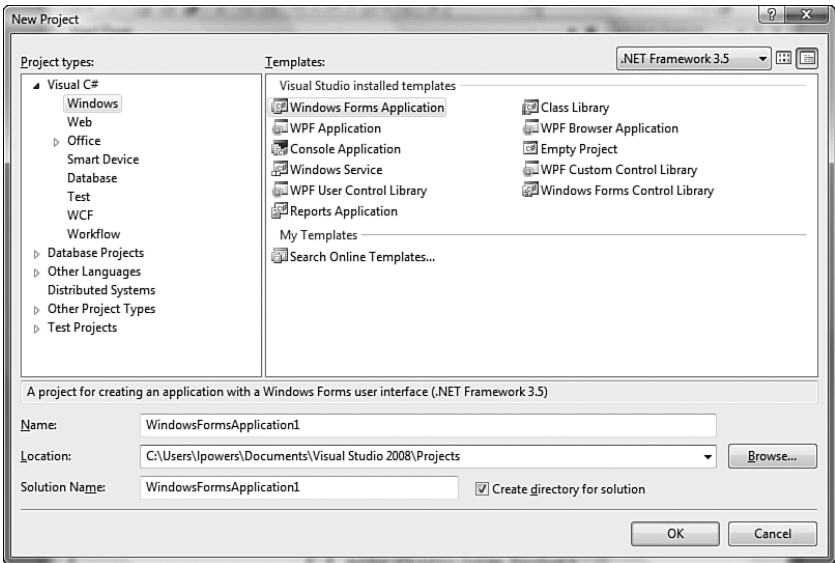 New Project
Project types:
Templates:
.NET Framework 3.5
Visual C#
Windows
Web
Office
Smart Device
Database
Test
WCF
Workflow
Database Projects
Other Languages
Distributed Systems
Other Project Types
Test Projects
Visual Studio installed templates
Windows Forms Application
Class Library
WPF Application
WPF Browser Application
Console Application
Empty Project
Windows Service
WPF Custom Control Library
WPF User Control Library
Windows Forms Control Library
Reports Application
My Templates
Search Online Templates...
A project for creating an application with a Windows Forms user interface (.NET Framework 3.5)
Name:
WindowsFormsApplication1
Location:
C:\Users\lpowers\Documents\Visual Studio 2008\Projects
Browse...
Solution Name:
WindowsFormsApplication1
Create directory for solution
OK
Cancel